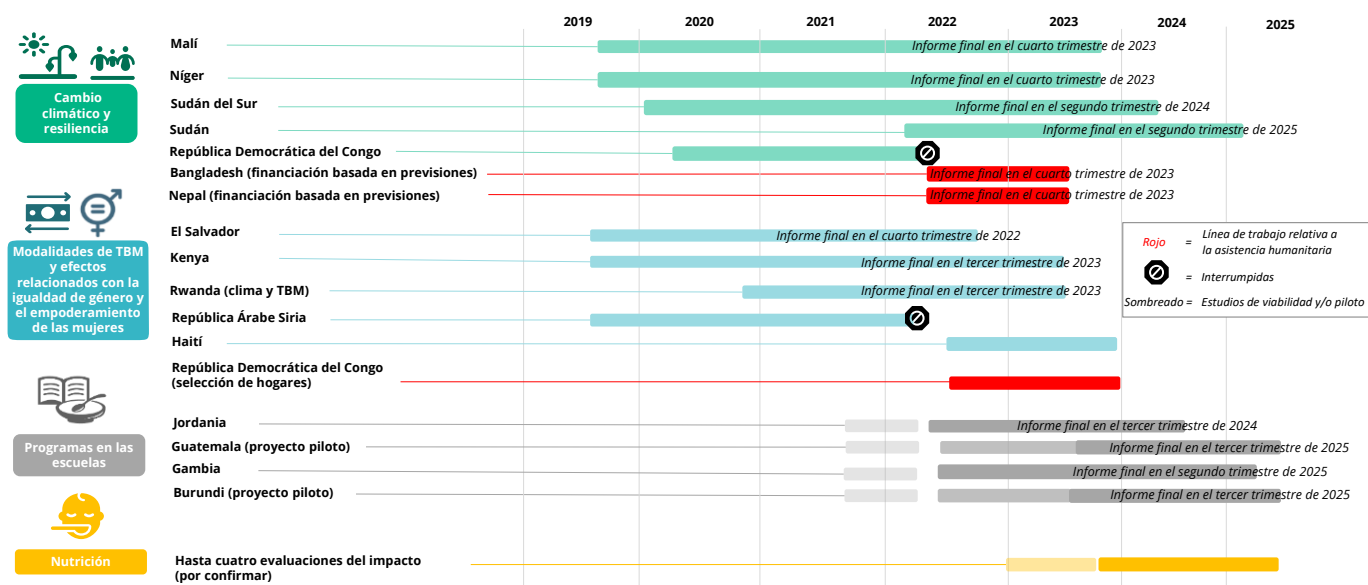 2019 2020 2021 2022 2023 2024 2025
Cambio
climático y
resiliencia
Malí
Informe final en el cuarto trimestre de 2023
Níger
Informe final en el cuarto trimestre de 2023
Sudán del Sur
Informe final en el segundo trimestre de 2024
Sudán
Informe final en el segundo trimestre de 2025
República Democrática del Congo
Bangladesh (financiación basada en previsiones)
Informe final en el cuarto trimestre de 2023
Nepal (financiación basada en previsiones)
Informe final en el cuarto trimestre de 2023
Modalidades de TBM
y efectos
relacionados con la
igualdad de género y
el empoderamiento
de las mujeres
El Salvador
Informe final en el cuarto trimestre de 2022
Kenya
Informe final en el tercer trimestre de 2023
Rwanda (clima y TBM)
Informe final en el tercer trimestre de 2023
República Árabe Siria
Haití
República Democrática del Congo
(selección de hogares)
Rojo = Línea de trabajo relativa a
la asistencia humanitaria
= Interrumpidas
Sombreado = Estudios de viabilidad y/o piloto
Programas en las
escuelas
Jordania
Informe final en el tercer trimestre de 2024
Guatemala (proyecto piloto)
Informe final en el tercer trimestre de 2025
Gambia
Informe final en el segundo trimestre de 2025
Burundi (proyecto piloto)
Informe final en el tercer trimestre de 2025
Nutrición
Hasta cuatro evaluaciones del impacto
(por confirmar)